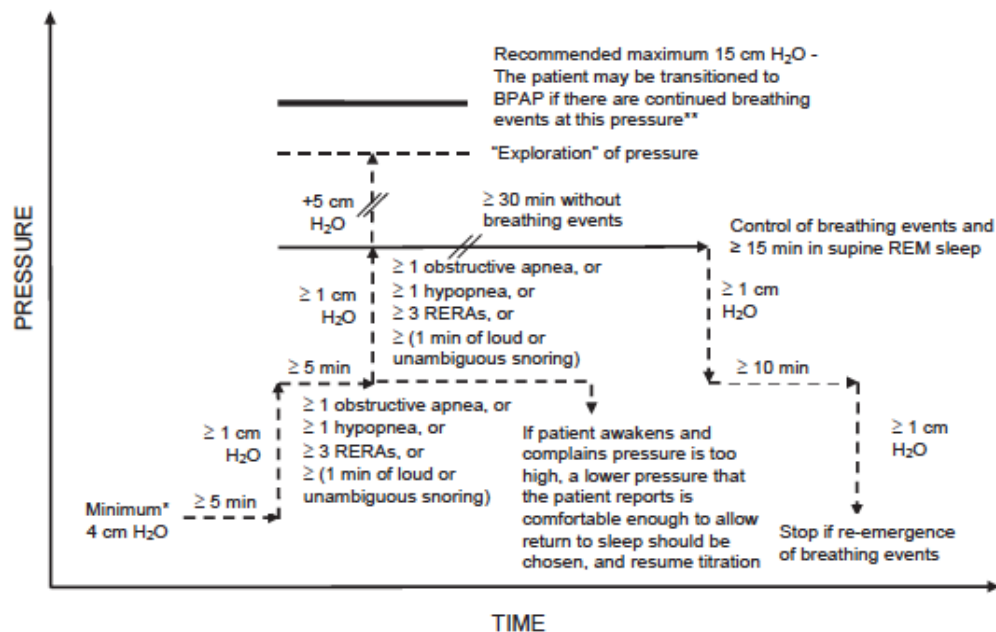 Recommended maximum 15 cm H₂O -
The patient may be transitioned to
BPAP if there are continued breathing
events at this pressure**
"Exploration" of pressure
+5 cm
H₂O
≥ 30 min without
breathing events
Control of breathing events and
≥ 15 min in supine REM sleep
≥ 1 obstructive apnea, or
≥ 1 hypopnea, or
≥ 3 RERAs, or
≥ (1 min of loud or
unambiguous snoring)
≥ 1 cm
H₂O
≥ 1 cm
H₂O
≥ 5 min
≥ 10 min
≥ 1 obstructive apnea, or
≥ 1 hypopnea, or
≥ 3 RERAs, or
≥ (1 min of loud or
unambiguous snoring)
≥ 1 cm
H₂O
If patient awakens and
complains pressure is too
high, a lower pressure that
the patient reports is
comfortable enough to allow
return to sleep should be
chosen, and resume titration
≥ 1 cm
H₂O
Minimum*
4 cm H₂O
≥ 5 min
Stop if re-emergence
of breathing events
PRESSURE
TIME